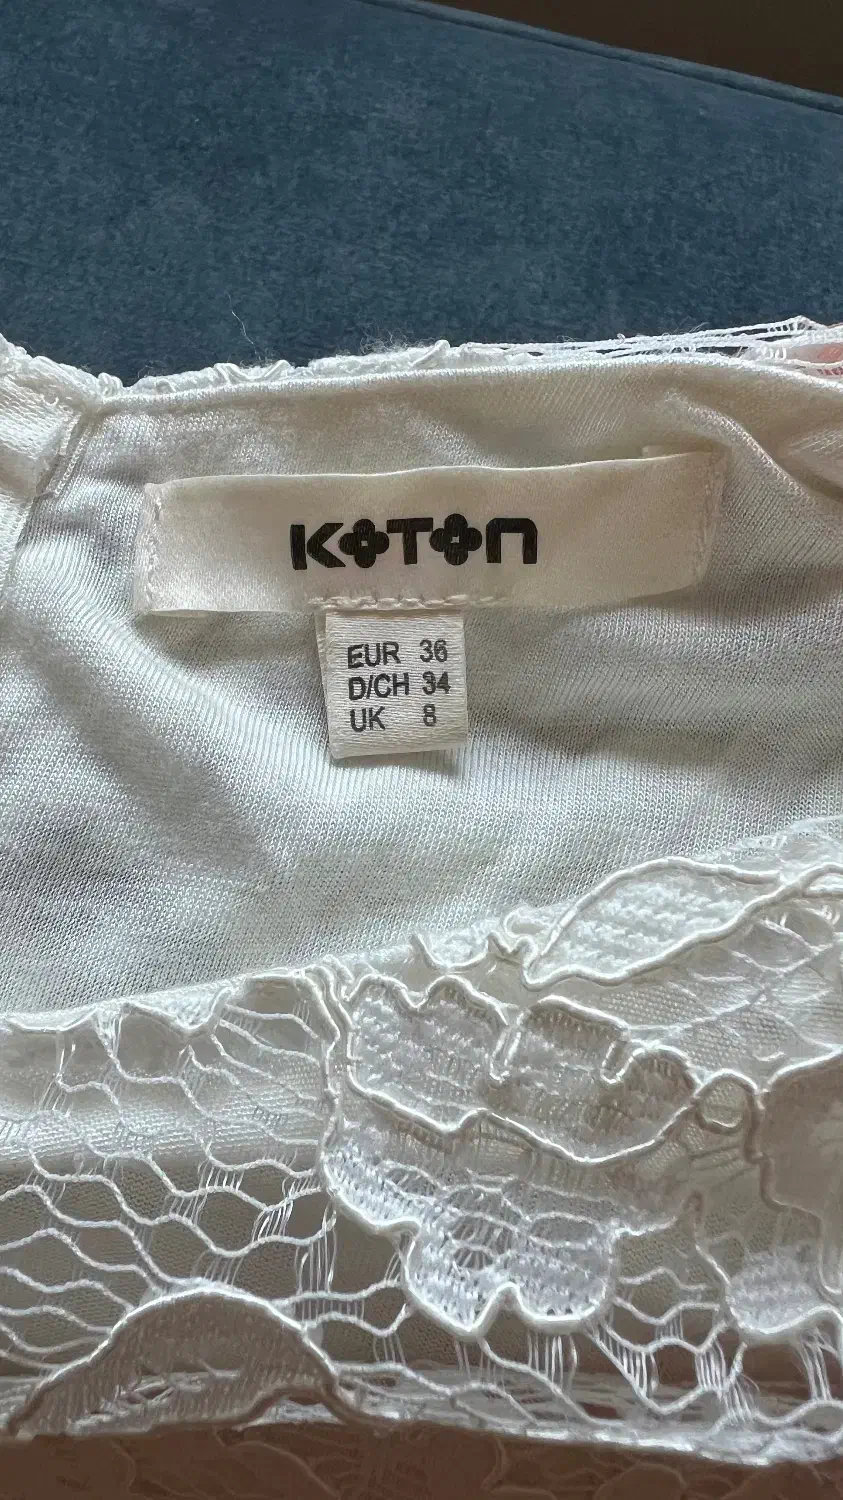 KOTON
EUR 36
D/CH 34
UK 8